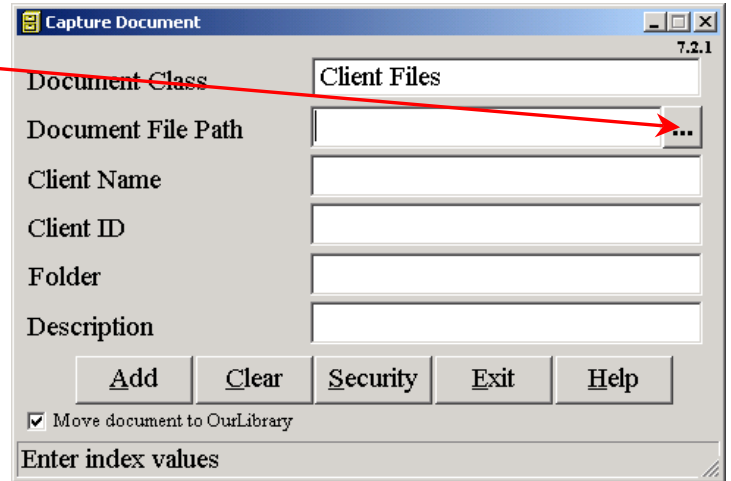 Capture Document
7.2.1
Document Class Client Files
Document File Path ...
Client Name
Client ID
Folder
Description
Add Clear Security Exit Help
Move document to OurLibrary
Enter index values